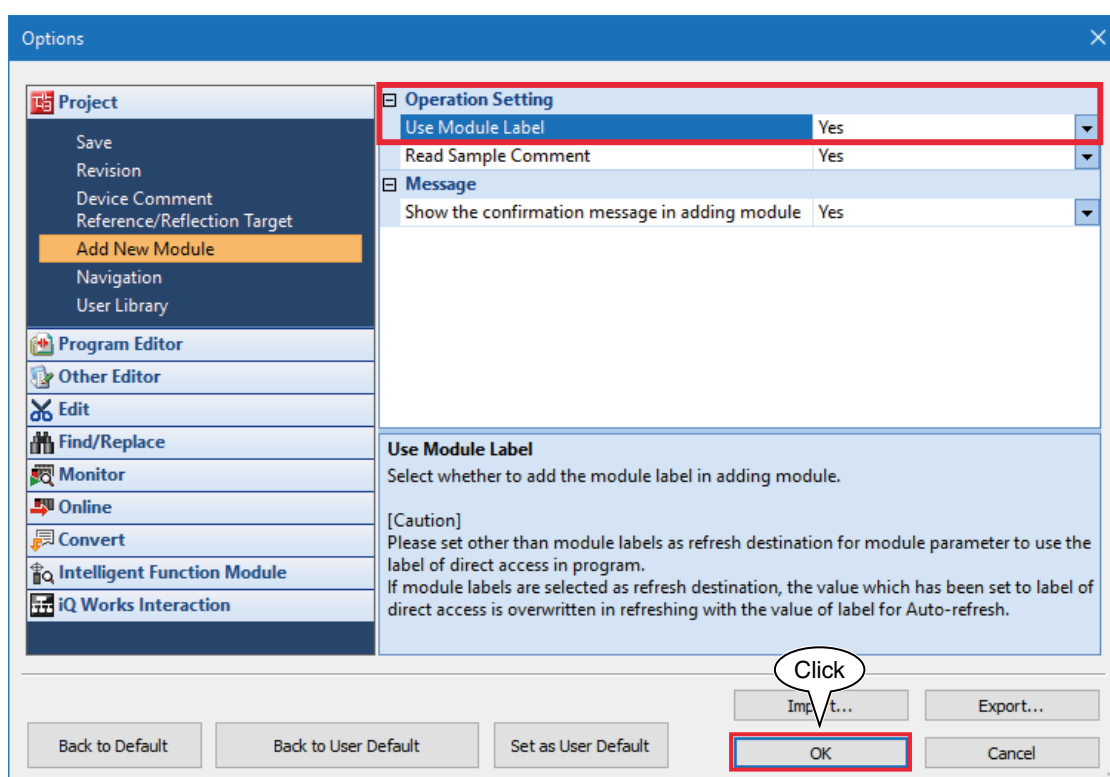 Options
Project
Save
Revision
Device Comment
Reference/Reflection Target
Add New Module
Navigation
User Library
Program Editor
Other Editor
Edit
Find/Replace
Monitor
Online
Convert
Intelligent Function Module
iQ Works Interaction
Operation Setting
Use Module Label Yes
Read Sample Comment Yes
Message
Show the confirmation message in adding module Yes
Use Module Label
Select whether to add the module label in adding module.
[Caution]
Please set other than module labels as refresh destination for module parameter to use the
label of direct access in program.
If module labels are selected as refresh destination, the value which has been set to label of
direct access is overwritten in refreshing with the value of label for Auto-refresh.
Click
Export...
Back to Default Back to User Default Set as User Default OK Cancel